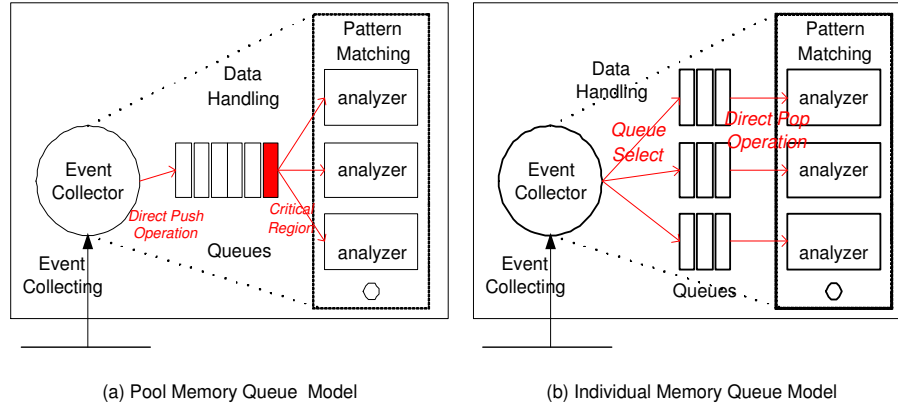 Pattern
Matching
Data
Handling
analyzer
Event
Collector
analyzer
Direct Push
Operation
Critical
Region
Queues
analyzer
Event
Collecting
(a) Pool Memory Queue Model
Pattern
Matching
Data
Handling
analyzer
Queue
Select
Direct Pop
Operation
Event
Collector
analyzer
analyzer
Event
Collecting
Queues
(b) Individual Memory Queue Model